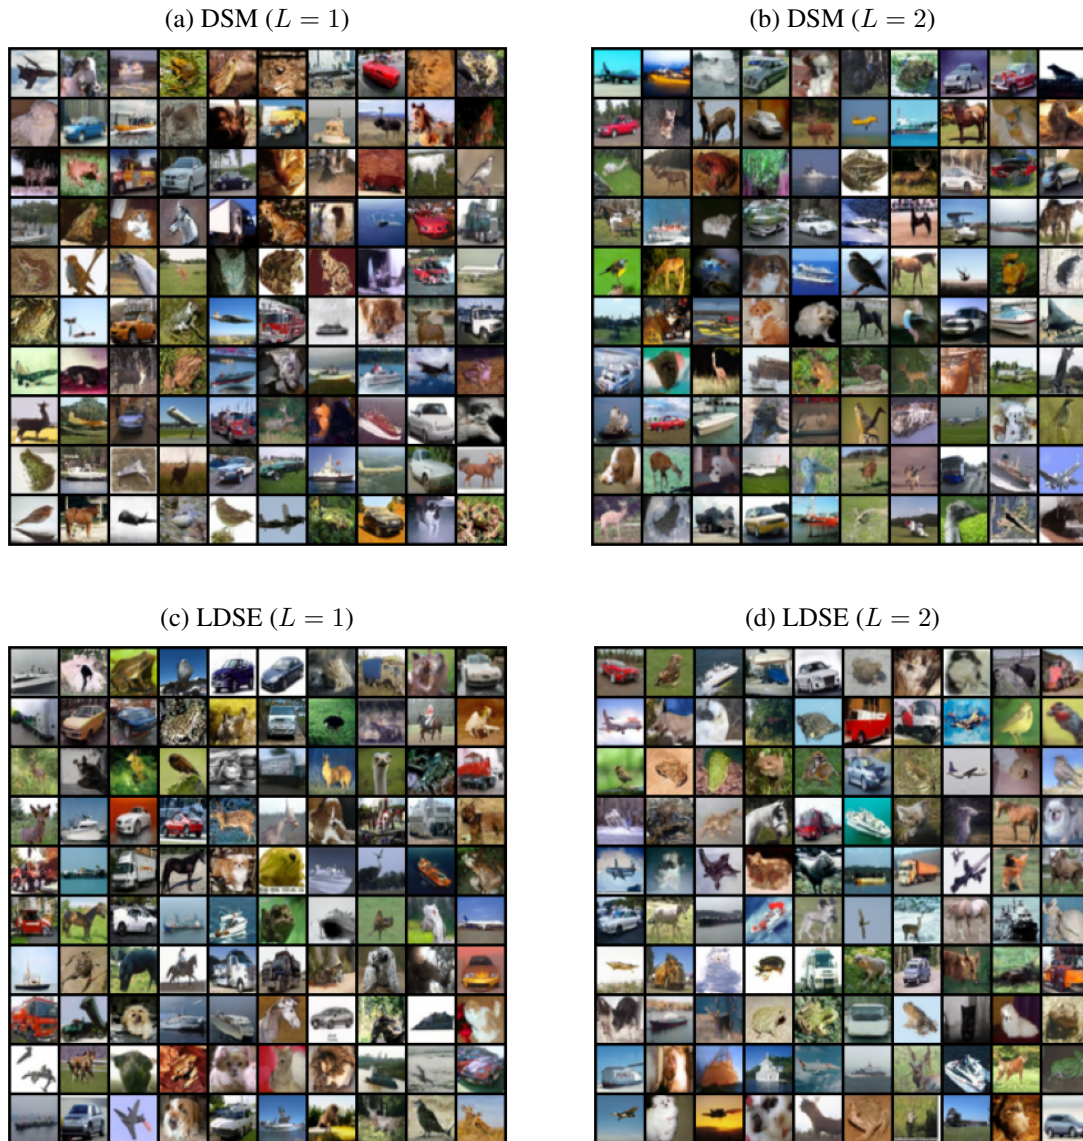 (a) DSM (L = 1)
(b) DSM (L = 2)
(c) LDSE (L = 1)
(d) LDSE (L = 2)